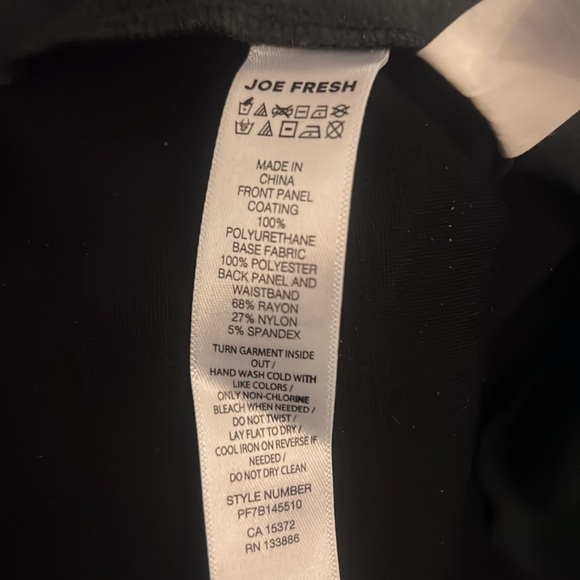 JOE FRESH
MADE IN
CHINA
FRONT PANEL
COATING
100%
POLYURETHANE
BASE FABRIC
100% POLYESTER
BACK PANEL AND
WAISTBAND
68% RAYON
27% NYLON
5% SPANDEX
TURN GARMENT INSIDE
OUT /
HAND WASH COLD WITH
LIKE COLORS /
ONLY NON-CHLORINE
BLEACH WHEN NEEDED /
DO NOT TWIST /
LAY FLAT TO DRY /
COOL IRON ON REVERSE IF
NEEDED /
DO NOT DRY CLEAN
STYLE NUMBER
PF7B145510
CA 15372
RN 133886